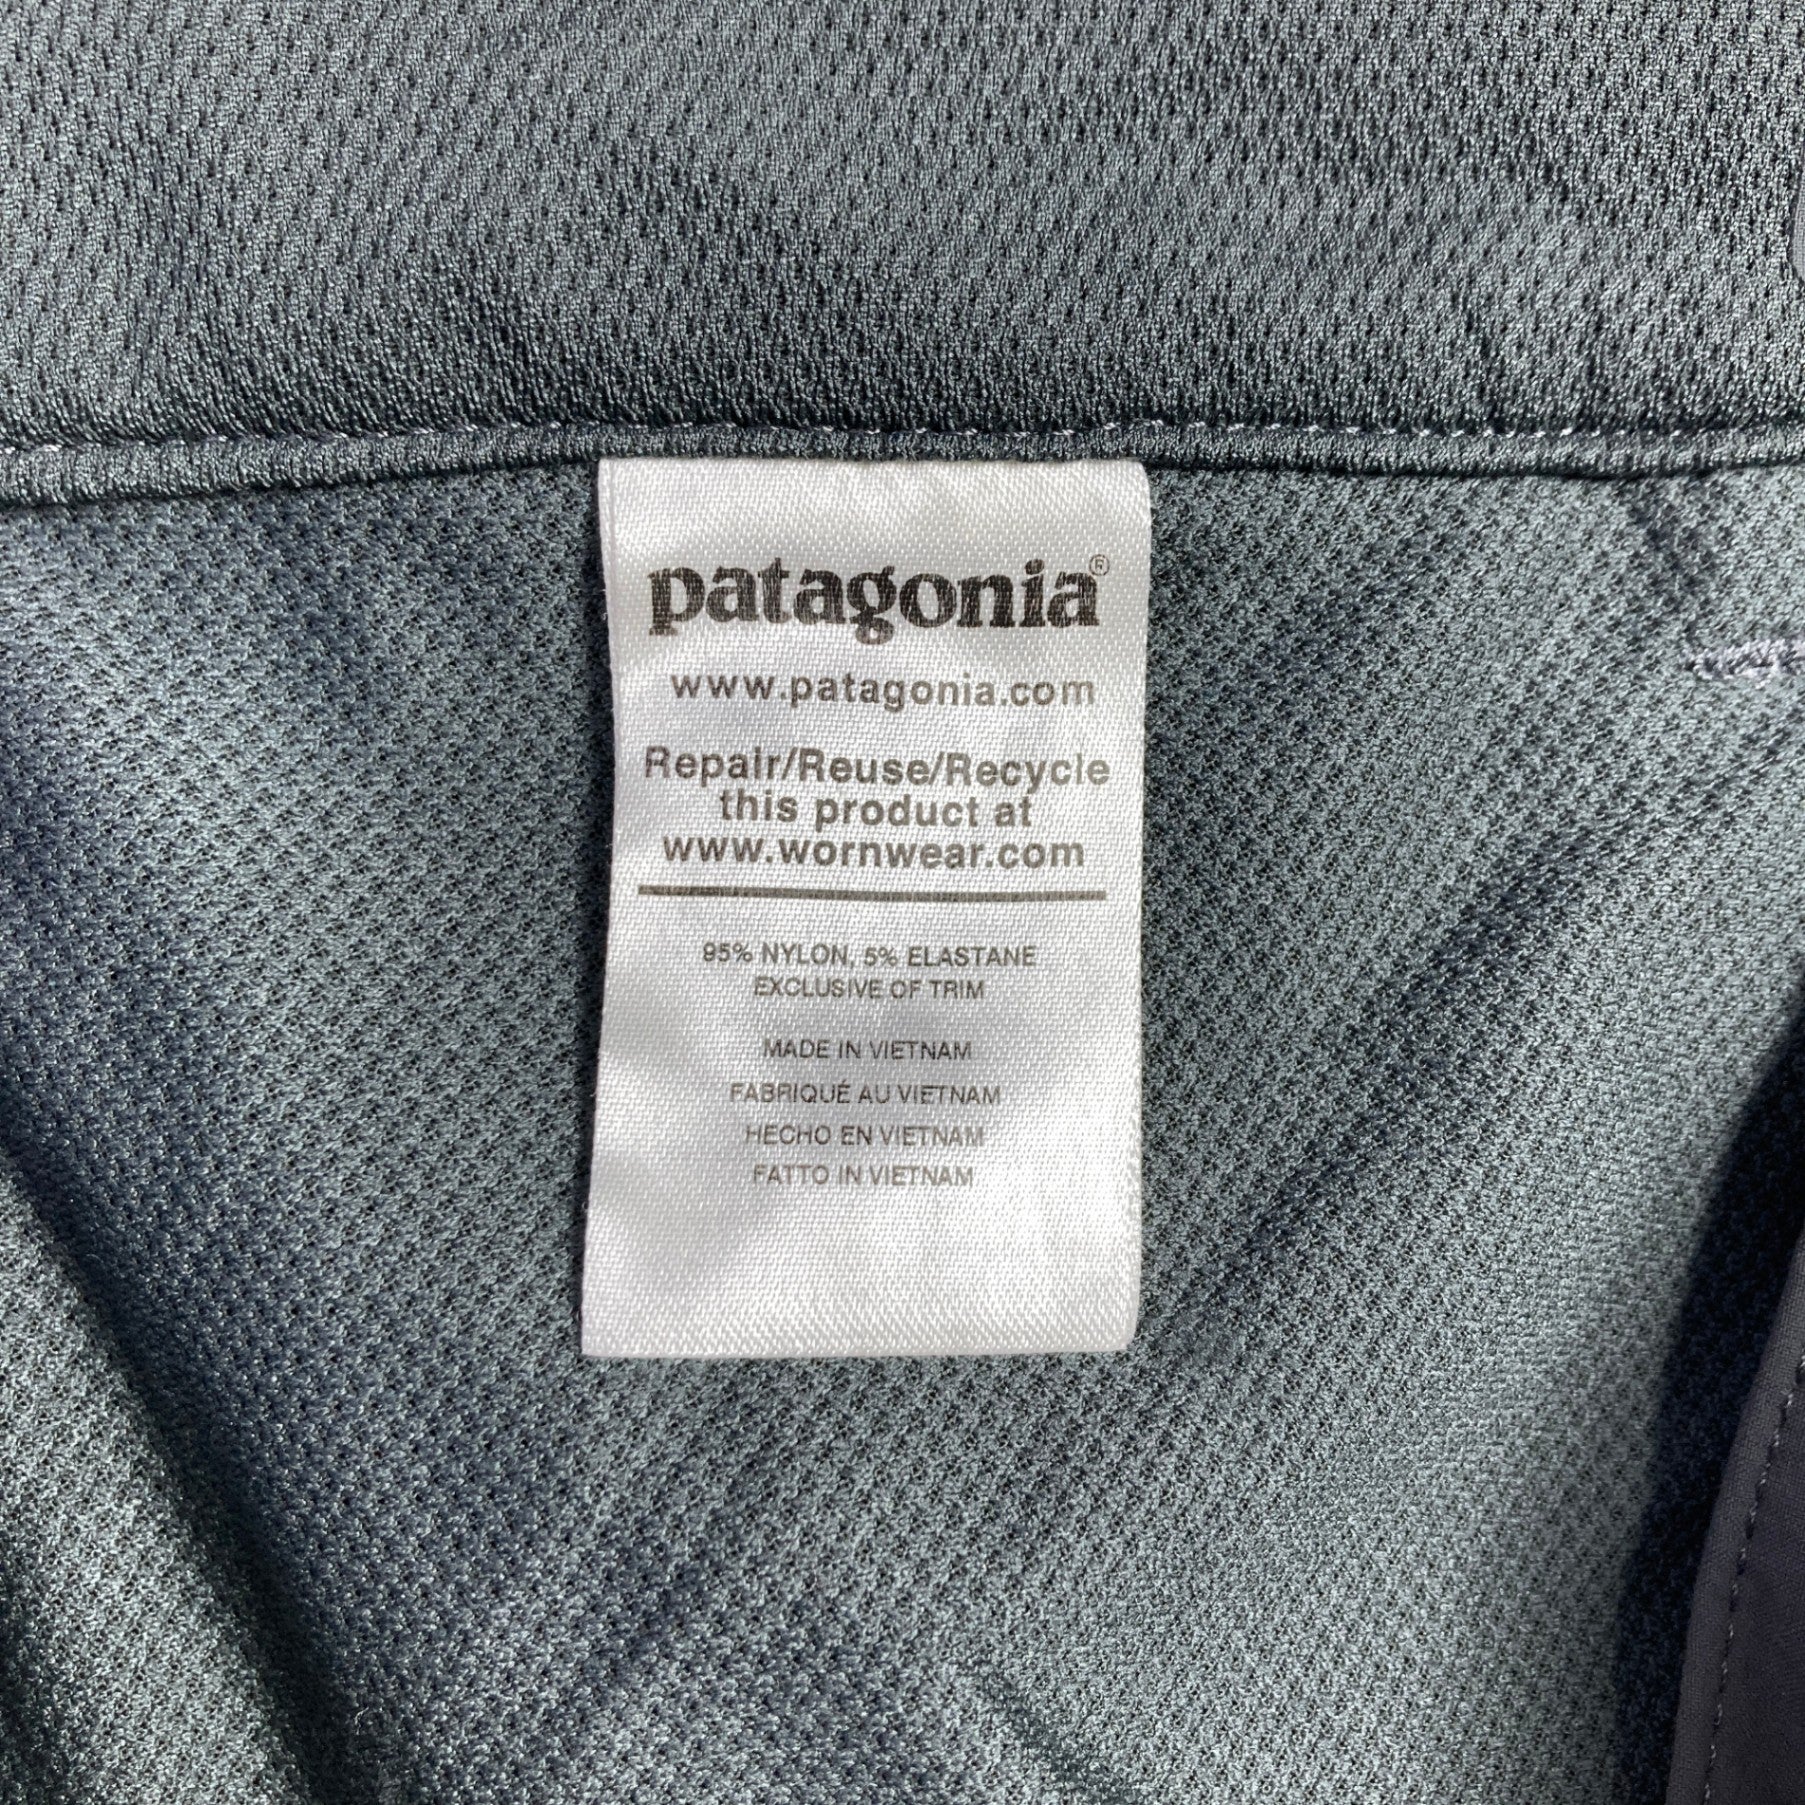 patagonia®
www.patagonia.com
Repair/Reuse/Recycle
this product at
www.wornwear.com
95% NYLON, 5% ELASTANE
EXCLUSIVE OF TRIM
MADE IN VIETNAM
FABRIQUÉ AU VIETNAM
HECHO EN VIETNAM
FATTO IN VIETNAM